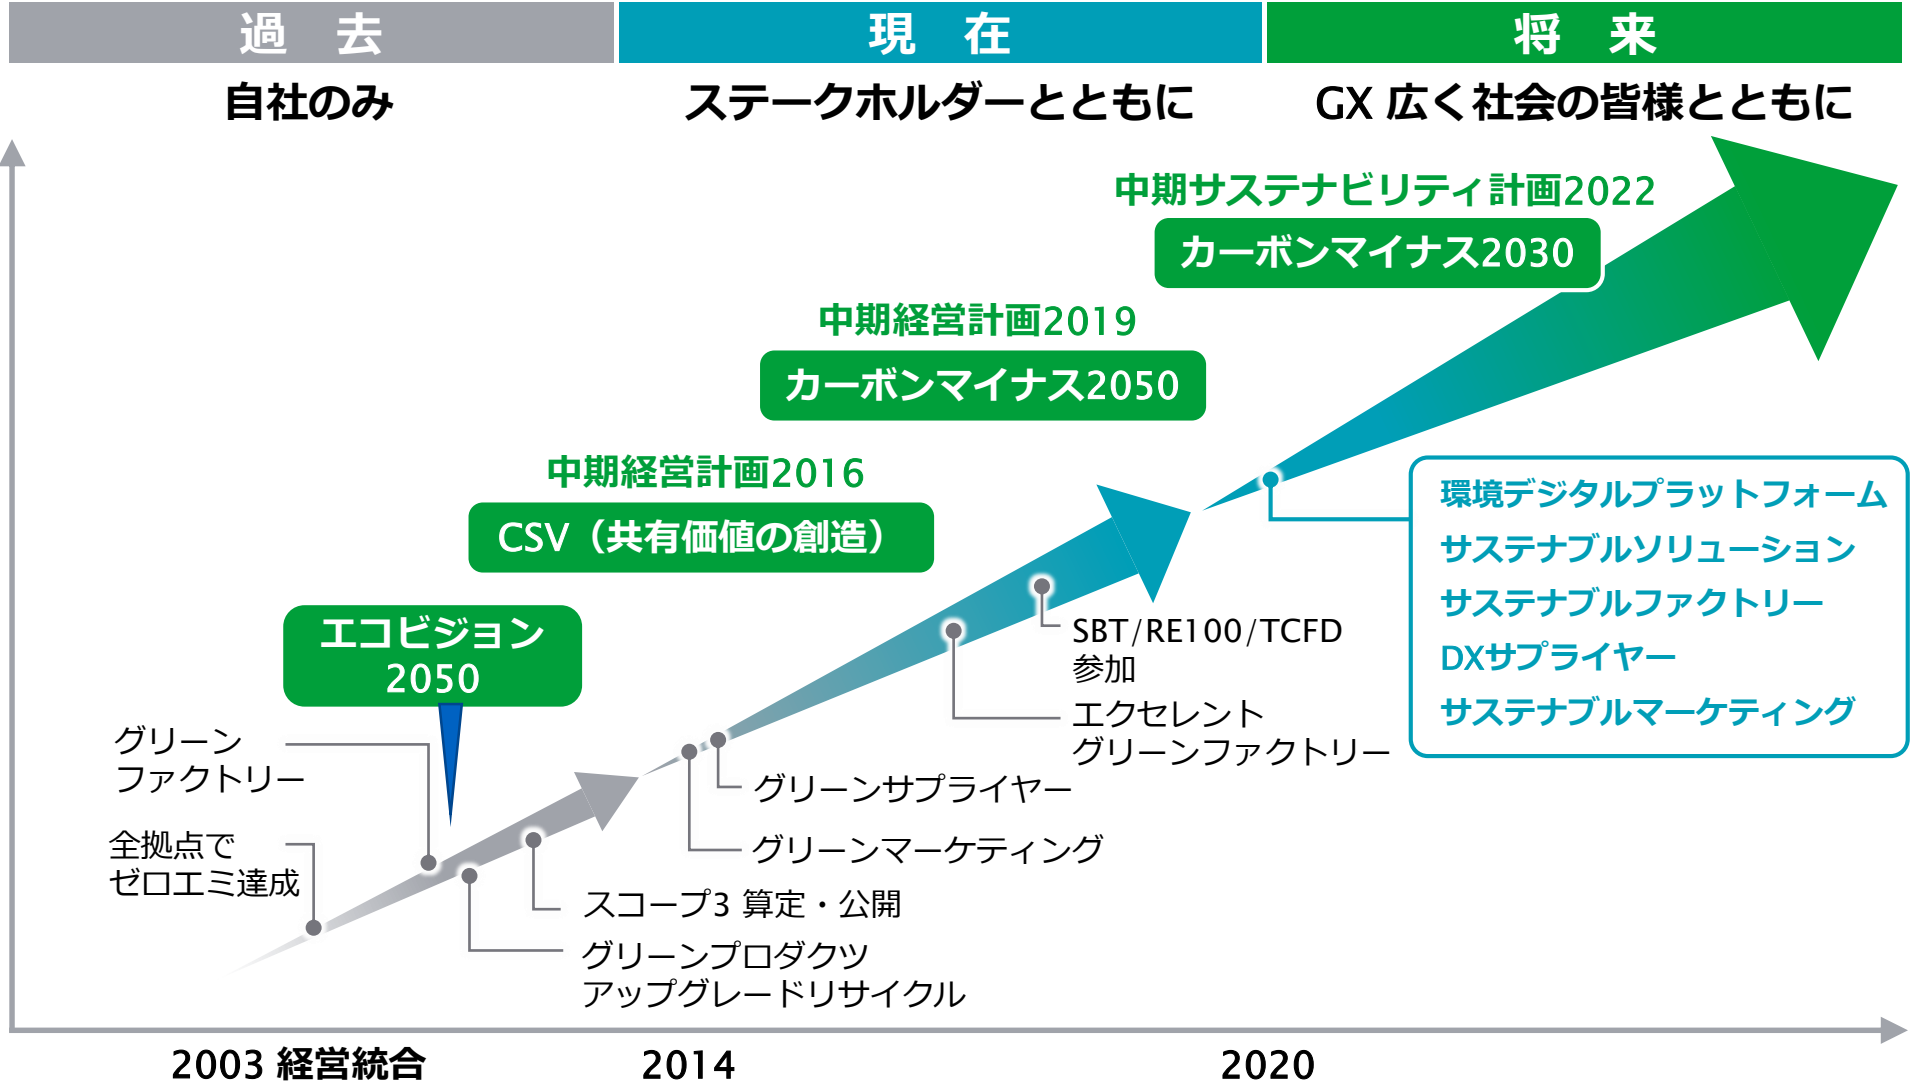 過 去
現 在
将 来
自社のみ
ステークホルダーとともに
GX 広く社会の皆様とともに
中期サステナビリティ計画2022
カーボンマイナス2030
中期経営計画2019
カーボンマイナス2050
中期経営計画2016
CSV（共有価値の創造）
エコビジョン
2050
グリーン
ファクトリー
全拠点で
ゼロエミ達成
SBT/RE100/TCFD
参加
エクセレント
グリーンファクトリー
グリーンサプライヤー
グリーンマーケティング
スコープ3 算定・公開
グリーンプロダクツ
アップグレードリサイクル
環境デジタルプラットフォーム
サステナブルソリューション
サステナブルファクトリー
DXサプライヤー
サステナブルマーケティング
2003 経営統合
2014
2020